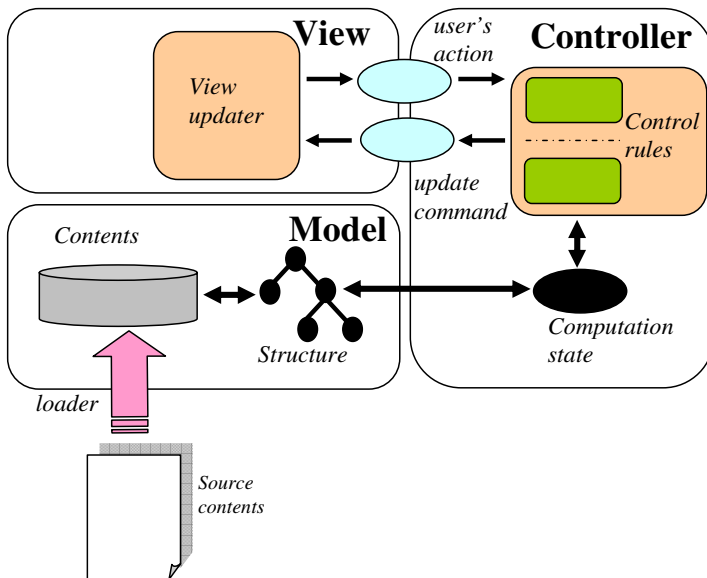 View
user's
action
Controller
View
updater
Control
rules
update
command
Contents
Model
Structure
Computation
state
loader
Source
contents